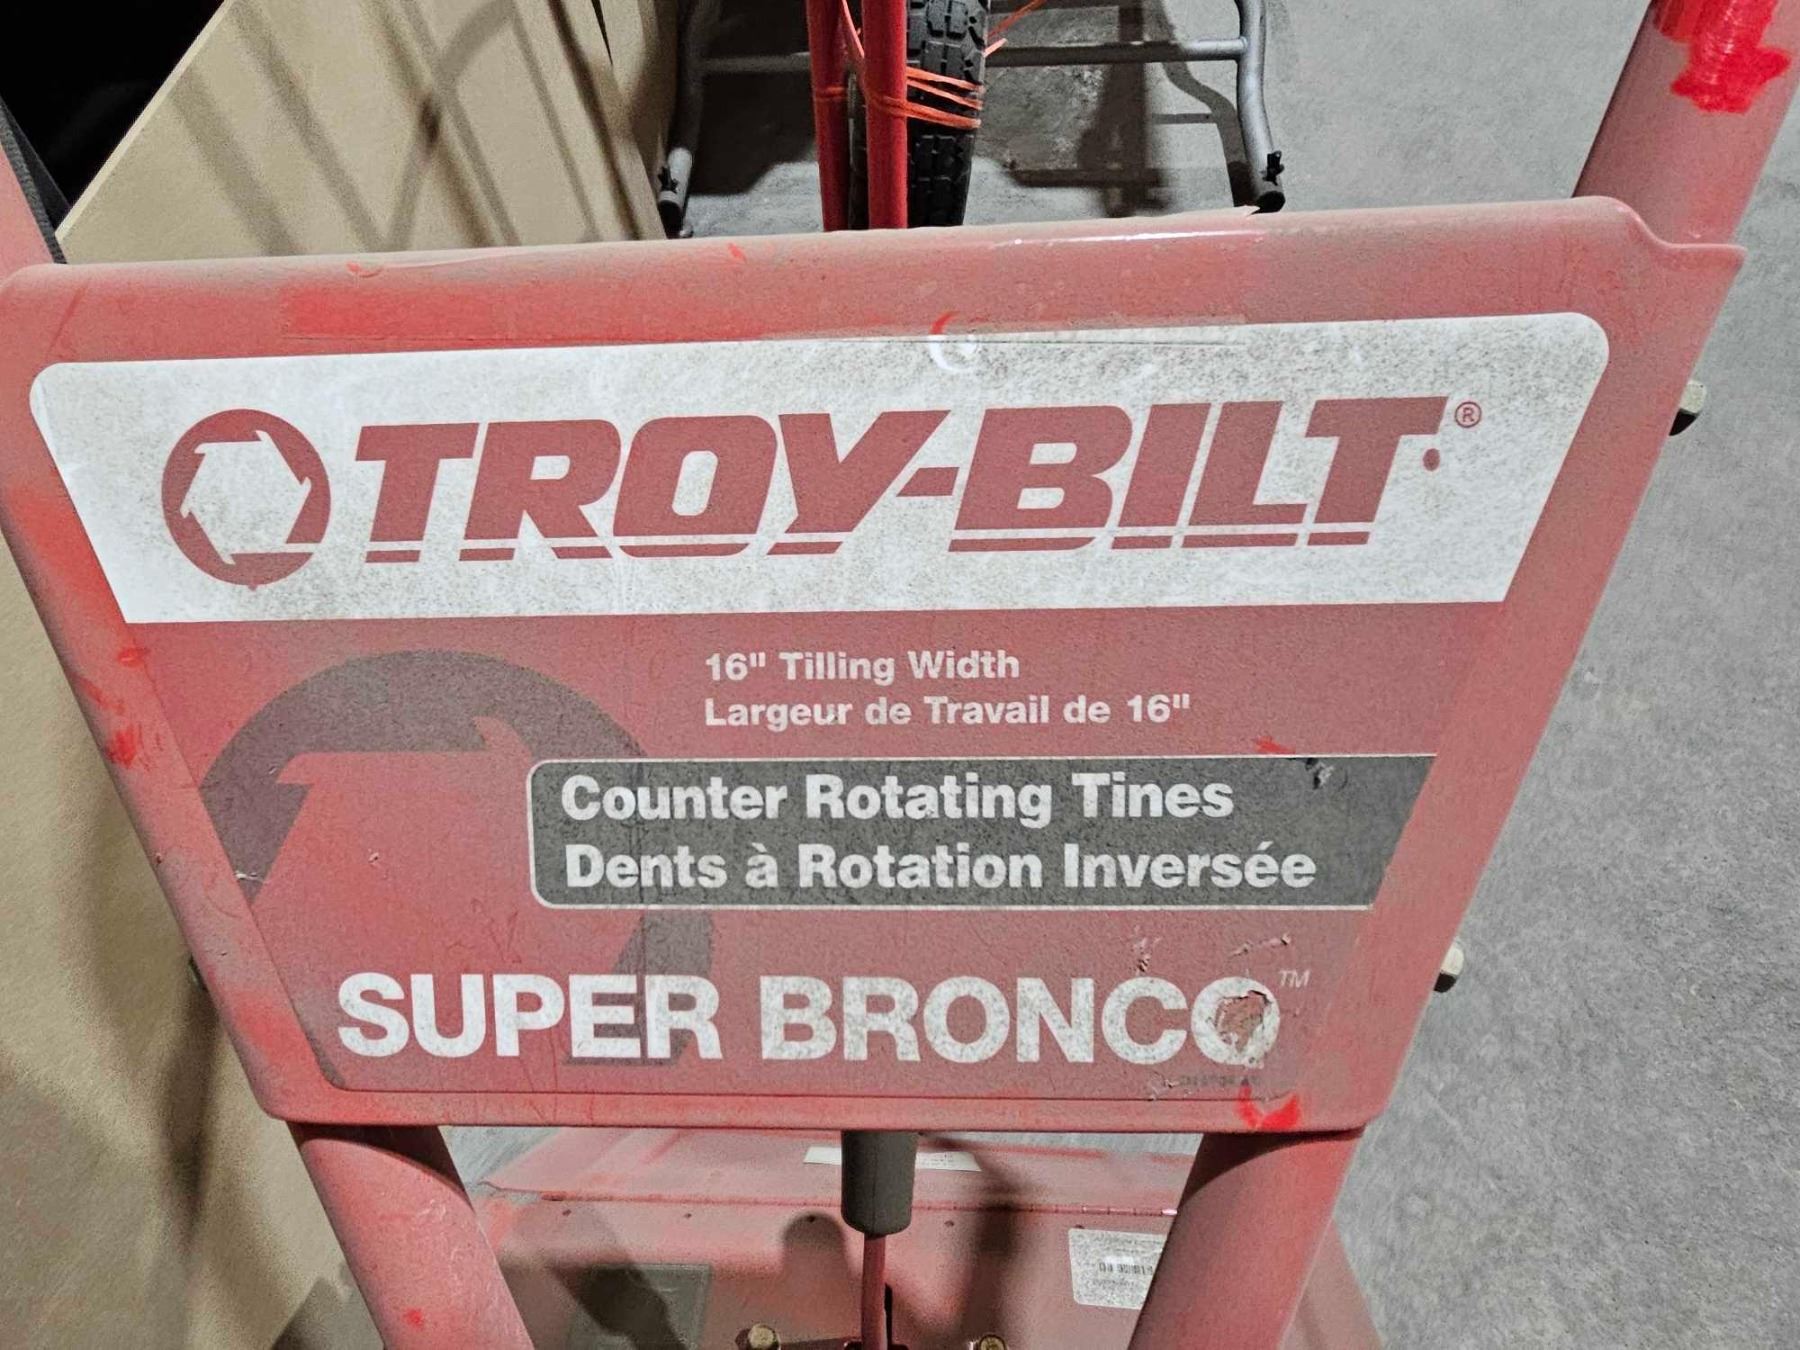 TROY-BILT®
16" Tilling Width
Largeur de Travail de 16"
Counter Rotating Tines
Dents à Rotation Inversée
SUPER BRONCO™